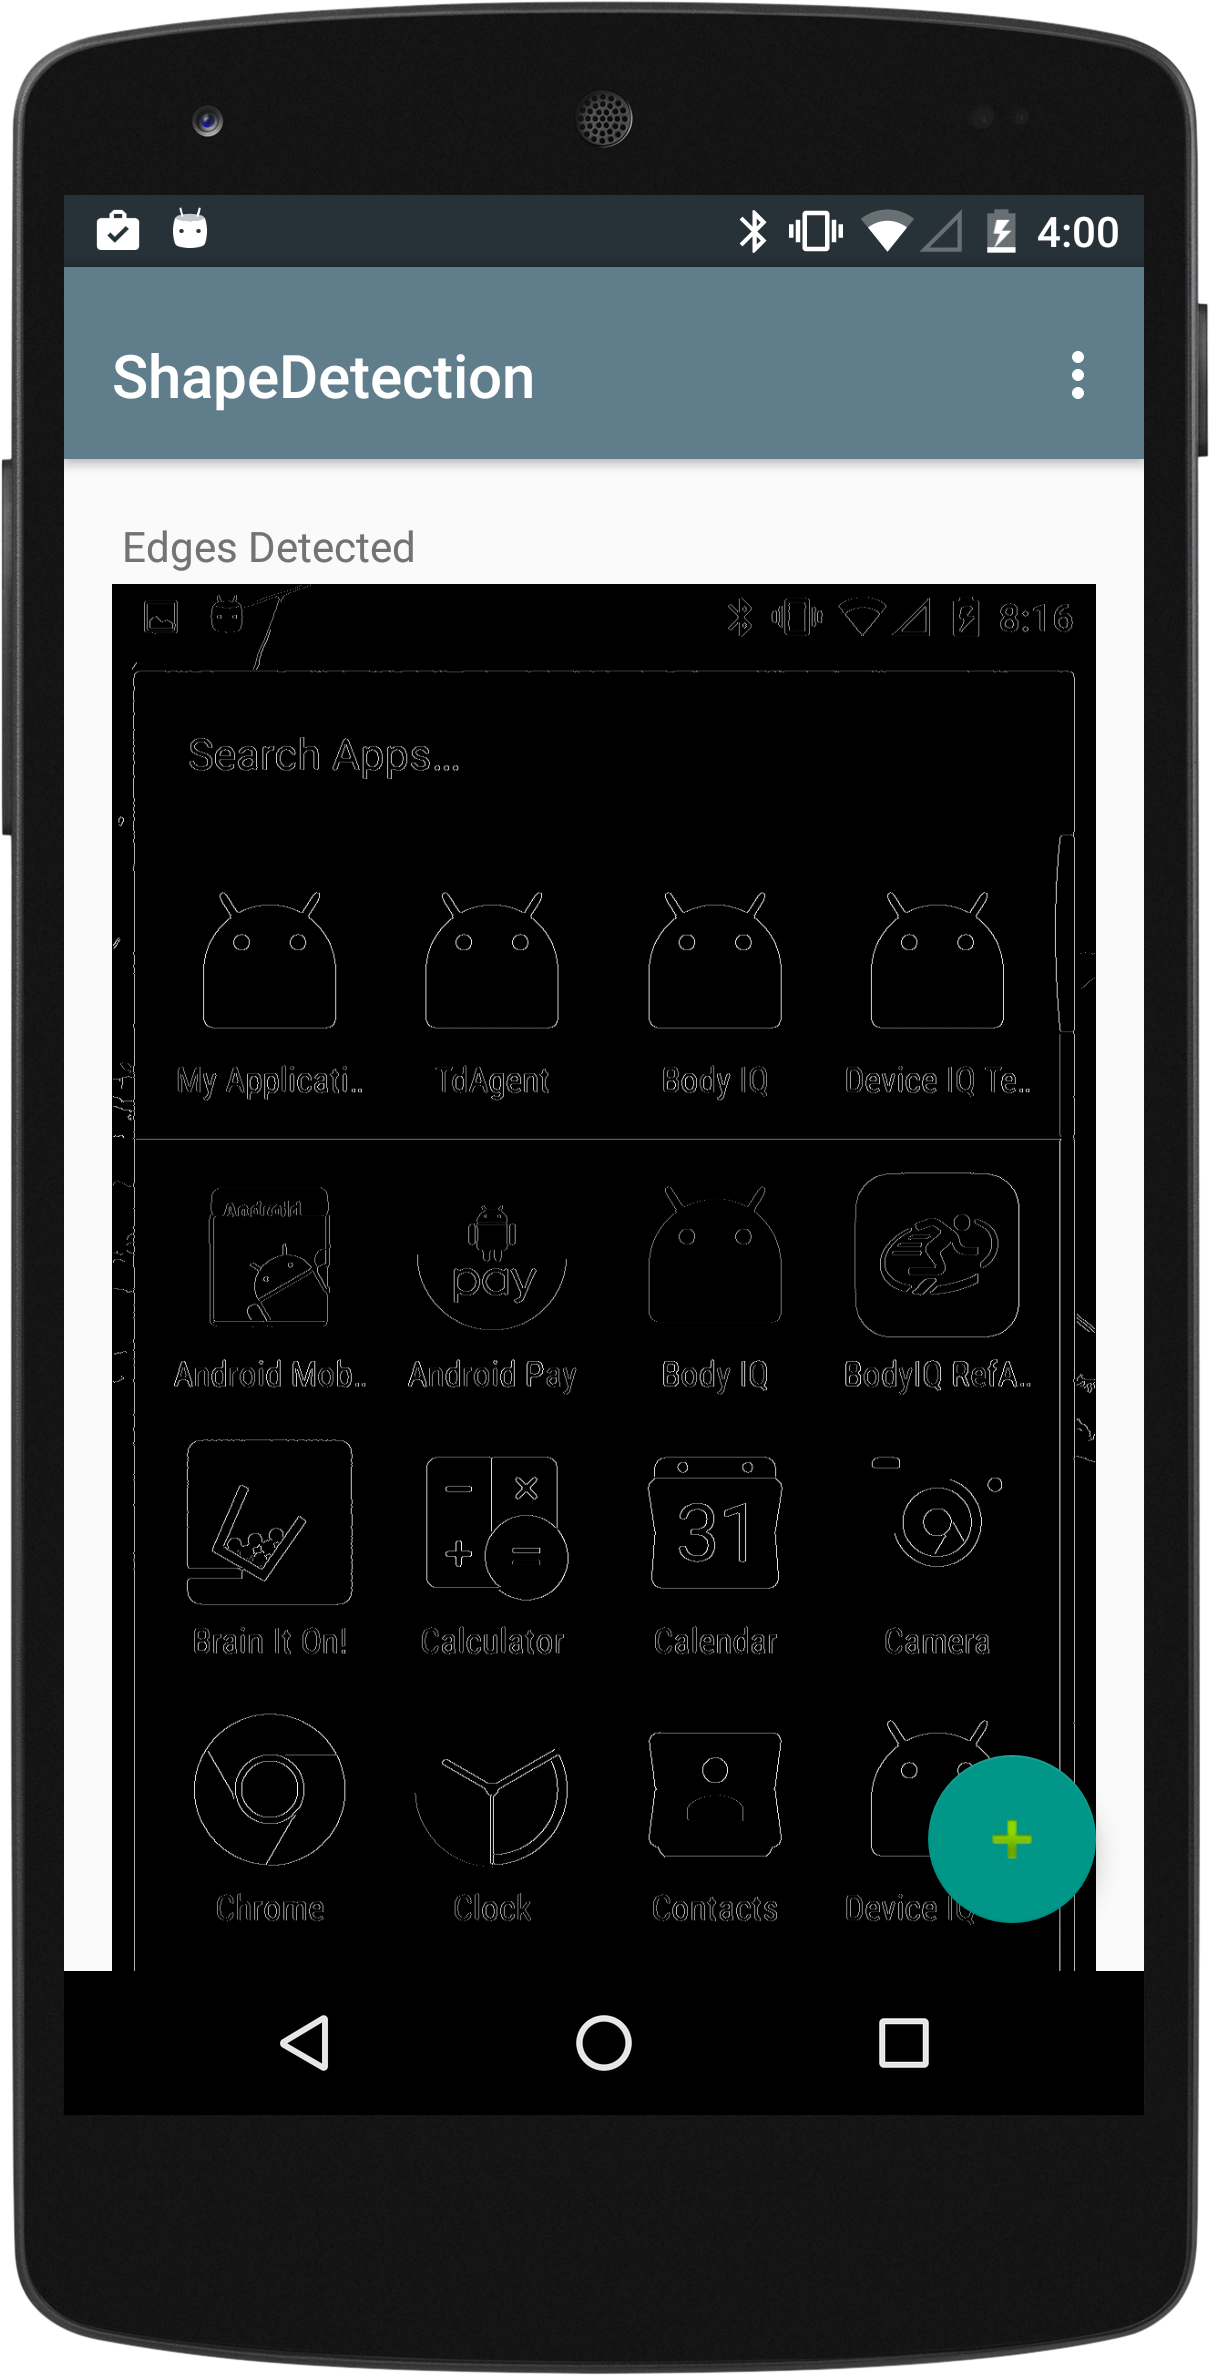 4:00
ShapeDetection
Edges Detected
8:16
Search Apps...
My Applicati.. TdAgent Body IQ Device IQ Te..
Android
pay
Android Mob.. Android Pay Body IQ BodyIQ RefA..
31
Brain It On! Calculator Calendar Camera
Chrome Clock Contacts Device IQ